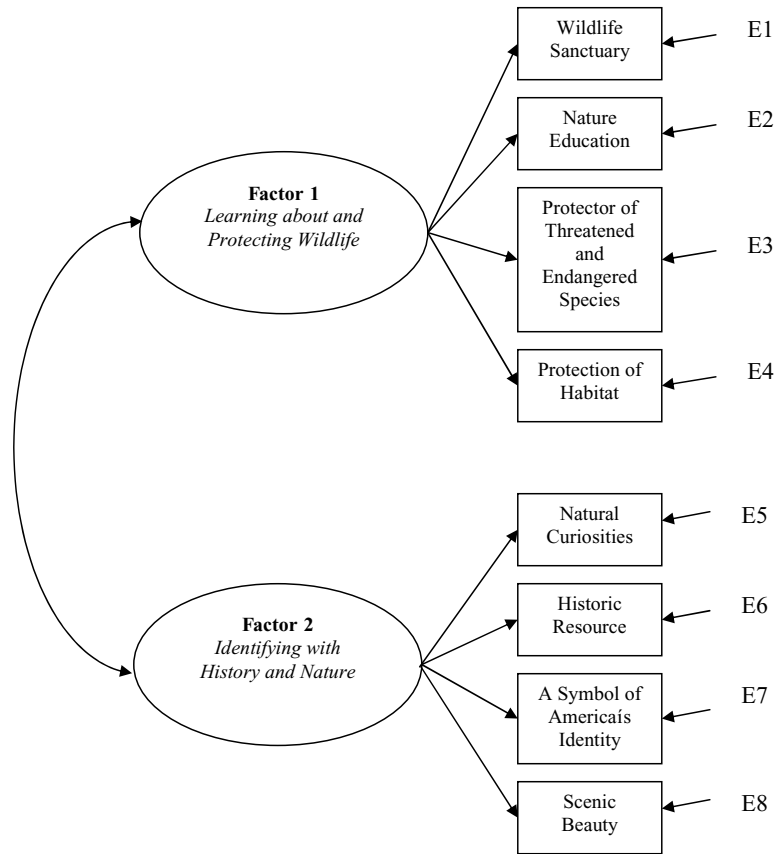 Wildlife
Sanctuary
E1
Nature
Education
E2
Factor 1
Learning about and
Protecting Wildlife
Protector of
Threatened
and
Endangered
Species
E3
Protection of
Habitat
E4
Natural
Curiosities
E5
Factor 2
Identifying with
History and Nature
Historic
Resource
E6
A Symbol of
Americaís
Identity
E7
Scenic
Beauty
E8